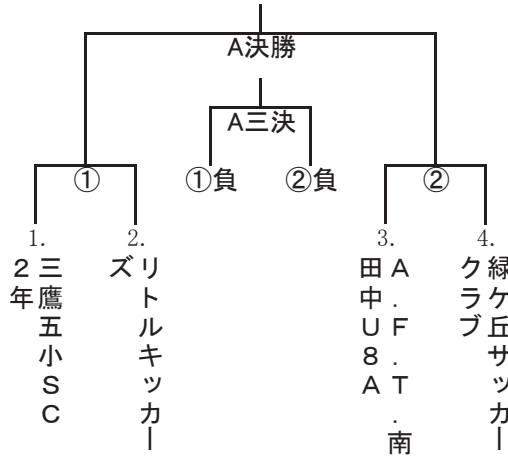 A決勝
A三決
①
①負
②負
②
1.
2.
3.
4.
三鷹五小SC
2年
リトルキッカー
ズ
A.F.T.南
田中U8A
緑ケ丘サッカー
クラブ